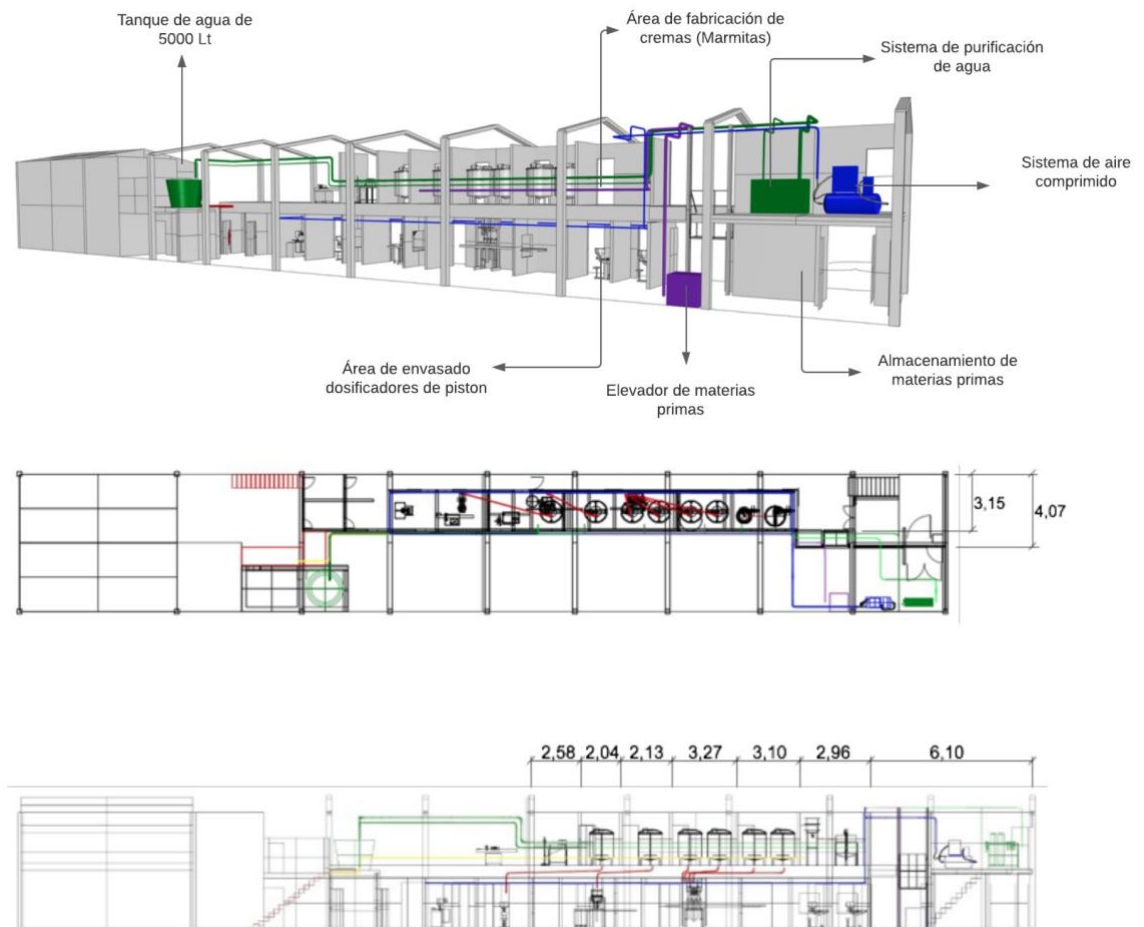 Tanque de agua de
5000 Lt
Área de fabricación de
cremas (Marmitas)
Sistema de purificación
de agua
Sistema de aire
comprimido
Área de envasado
dosificadores de piston
Elevador de materias
primas
Almacenamiento de
materias primas
3,15
4,07
2,58 2,04 2,13 3,27 3,10 2,96 6,10